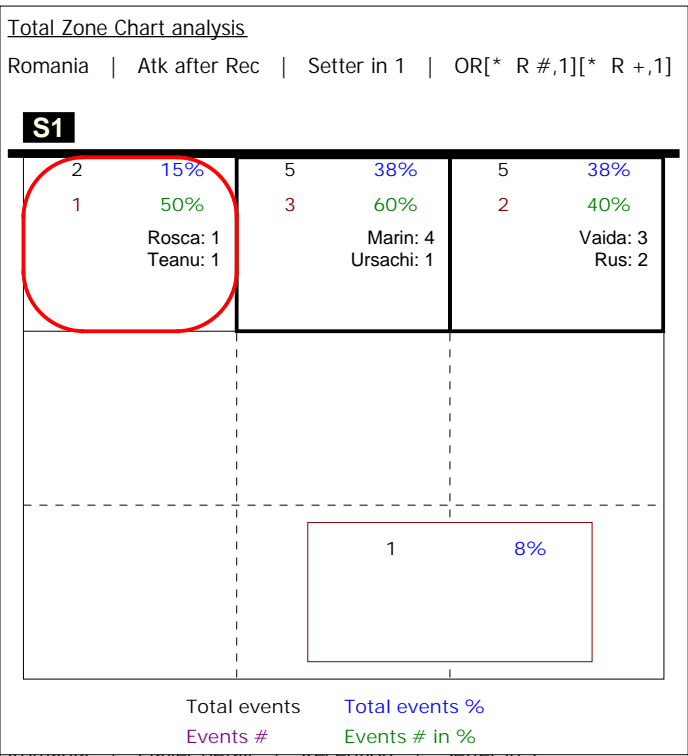 Total Zone Chart analysis
Romania | Atk after Rec | Setter in 1 | OR[* R #,1][* R +,1]
S1
2 15% 5 38% 5 38%
1 50% 3 60% 2 40%
Rosca: 1 Marin: 4 Vaida: 3
Teanu: 1 Ursachi: 1 Rus: 2
1 8%
Total events Total events %
Events # Events # in %